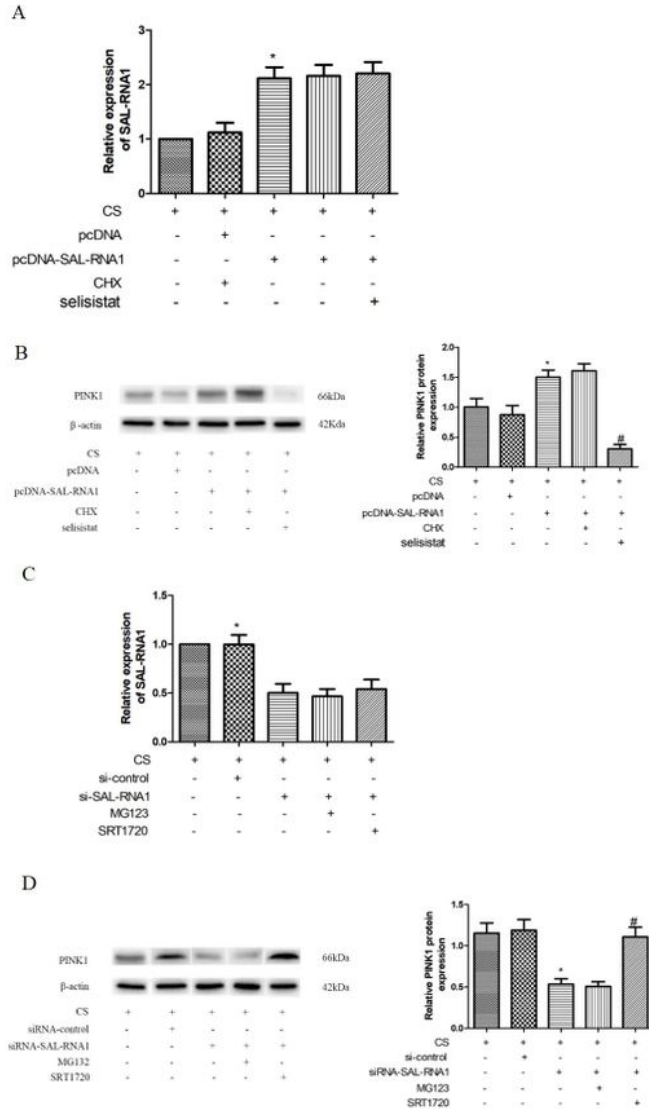 A
Relative expression
of SAL-RNA1
2
1
0
*
CS + + + + +
pcDNA - + - - -
pcDNA-SAL-RNA1 - - + + +
CHX - + - - -
selisistat - - - - +
B
PINK1 66kDa
β -actin 42Kda
CS + + + + +
pcDNA +
pcDNA-SAL-RNA1 + + +
CHX +
selisistat +
Relative PINK1 protein
expression
2.0
1.5
1.0
0.5
0.0
*
#
CS + + + + +
pcDNA - + - - -
pcDNA-SAL-RNA1 - - + + +
CHX - - - + -
selisistat - - - - +
C
Relative expression
of SAL-RNA1
1.5
1.0
0.5
0.0
*
CS + + + + +
si-control - + - - -
si-SAL-RNA1 - - + + +
MG123 - - - + -
SRT1720 - - - - +
D
PINK1 66kDa
β-actin 42kDa
CS + + + + +
siRNA-control +
siRNA-SAL-RNA1 + + +
MG132 +
SRT1720 +
Relative PINK1 protein
expression
1.5
1.0
0.5
0.0
*
#
CS + + + + +
si-control - + - - -
siRNA-SAL-RNA1 - - + + +
MG123 - - - + -
SRT1720 - - - - +